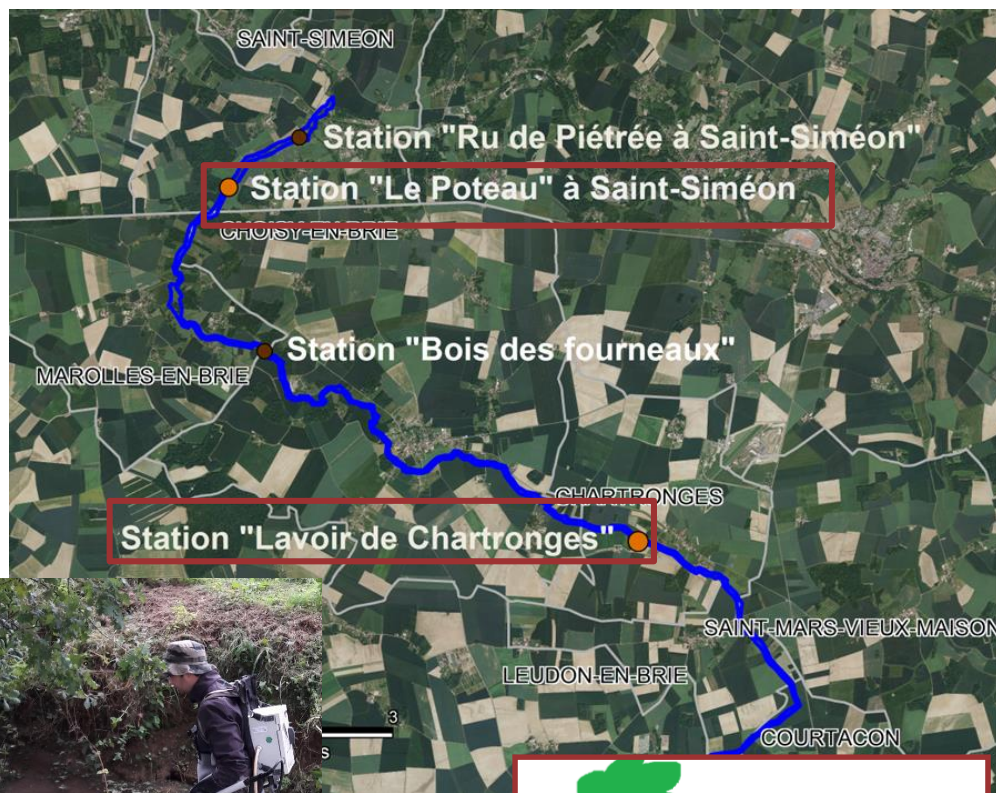 SAINT-SIMEON
Station "Ru de Piétrée à Saint-Siméon"
Station "Le Poteau" à Saint-Siméon
CHOISY-EN-BRIE
Station "Bois des fourneaux"
MAROLLES-EN-BRIE
CHARTRONGES
Station "Lavoir de Chartronges"
SAINT-MARS-VIEUX-MAISON
LEUDON-EN-BRIE
3
s
COURTACON